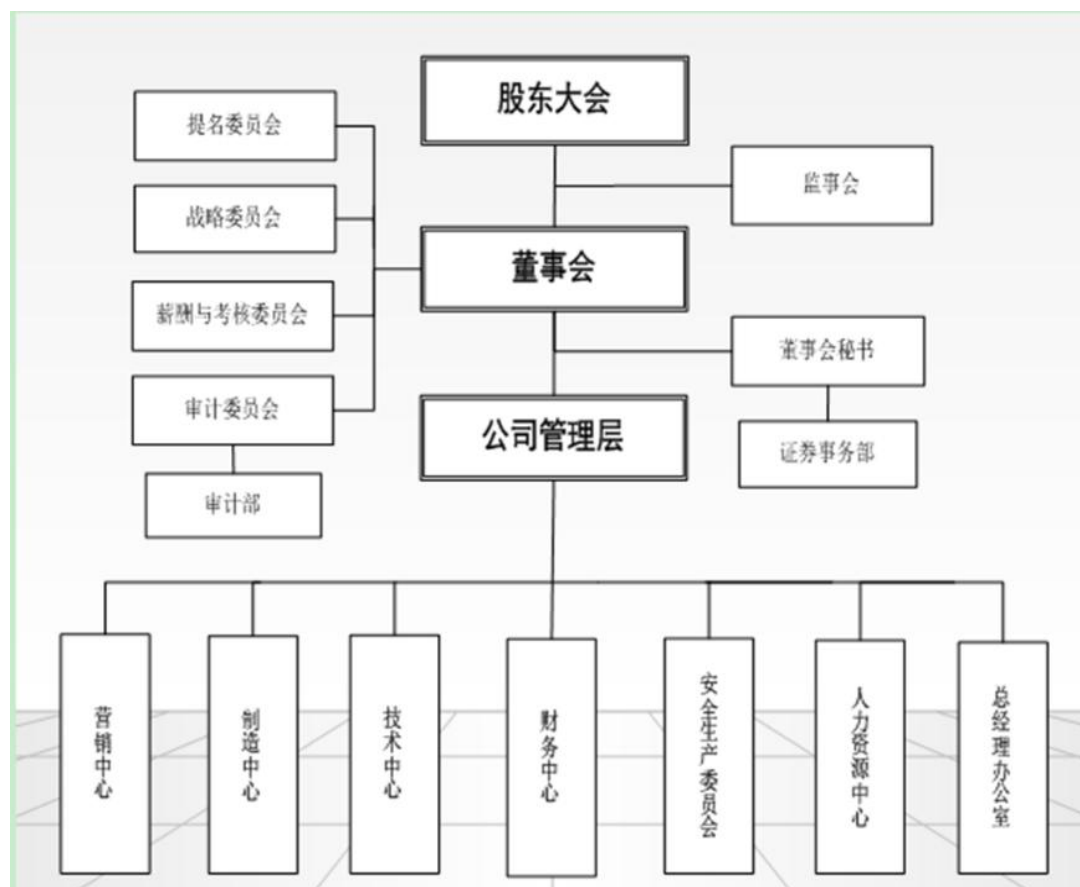 股东大会
提名委员会
监事会
战略委员会
董事会
薪酬与考核委员会
董事会秘书
审计委员会
公司管理层
证券事务部
审计部
营销中心
制造中心
技术中心
财务中心
安全生产委员会
人力资源中心
总经理办公室